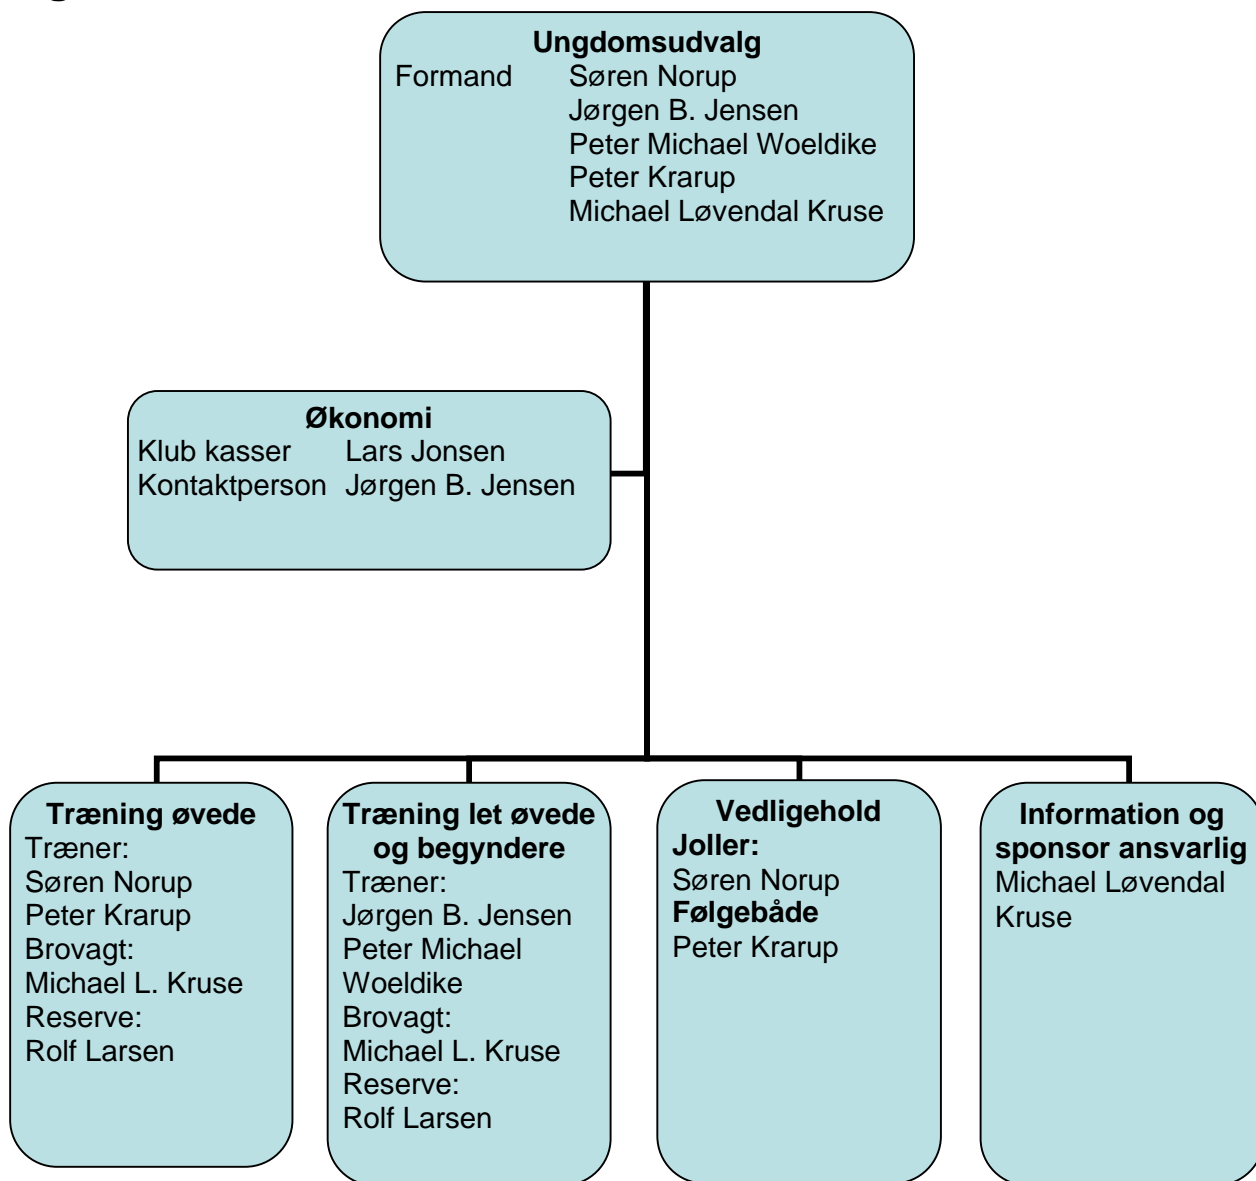 Ungdomsudvalg
Formand Søren Norup
Jørgen B. Jensen
Peter Michael Woeldike
Peter Krarup
Michael Løvendal Kruse
Økonomi
Klub kasser Lars Jonsen
Kontaktperson Jørgen B. Jensen
Træning øvede
Træner:
Søren Norup
Peter Krarup
Brovagt:
Michael L. Kruse
Reserve:
Rolf Larsen
Træning let øvede
og begyndere
Træner:
Jørgen B. Jensen
Peter Michael
Woeldike
Brovagt:
Michael L. Kruse
Reserve:
Rolf Larsen
Vedligehold
Joller:
Søren Norup
Følgebåde
Peter Krarup
Information og
sponsor ansvarlig
Michael Løvendal
Kruse